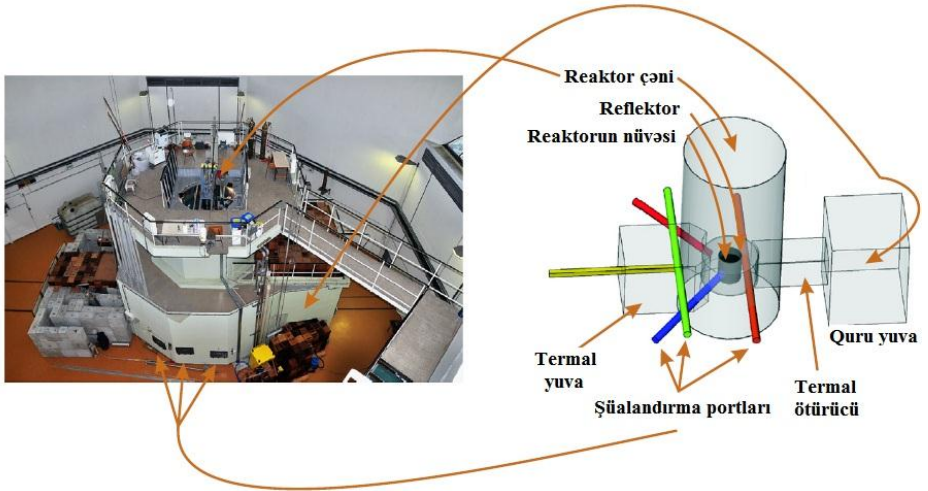 Reaktor çəni
Reflektor
Reaktorun nüvəsi
Quru yuva
Termal
yuva
Termal
ötürücü
Şüalandırma portları